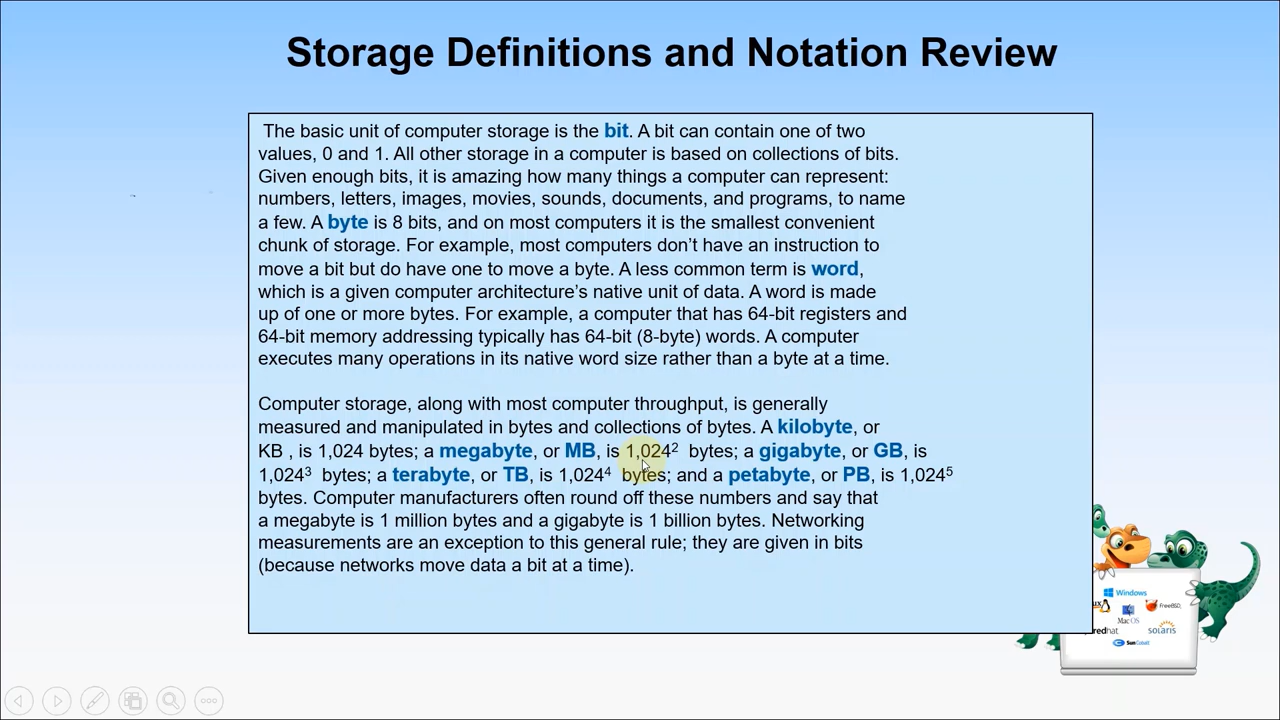 Storage Definitions and Notation Review
The basic unit of computer storage is the bit. A bit can contain one of two
values, 0 and 1. All other storage in a computer is based on collections of bits.
Given enough bits, it is amazing how many things a computer can represent:
numbers, letters, images, movies, sounds, documents, and programs, to name
a few. A byte is 8 bits, and on most computers it is the smallest convenient
chunk of storage. For example, most computers don’t have an instruction to
move a bit but do have one to move a byte. A less common term is word,
which is a given computer architecture’s native unit of data. A word is made
up of one or more bytes. For example, a computer that has 64-bit registers and
64-bit memory addressing typically has 64-bit (8-byte) words. A computer
executes many operations in its native word size rather than a byte at a time.
Computer storage, along with most computer throughput, is generally
measured and manipulated in bytes and collections of bytes. A kilobyte, or
KB , is 1,024 bytes; a megabyte, or MB, is 1,024² bytes; a gigabyte, or GB, is
1,024³ bytes; a terabyte, or TB, is 1,024⁴ bytes; and a petabyte, or PB, is 1,024⁵
bytes. Computer manufacturers often round off these numbers and say that
a megabyte is 1 million bytes and a gigabyte is 1 billion bytes. Networking
measurements are an exception to this general rule; they are given in bits
(because networks move data a bit at a time).
Windows
ux
FreeBSD
MacOS
redhat
solaris
Sun Cobalt